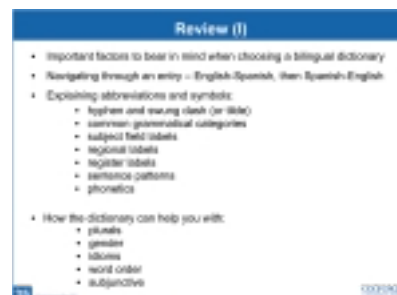 Review (I)
• Important factors to bear in mind when choosing a bilingual dictionary
• Navigating through an entry – English-Spanish, then Spanish-English
• Explaining abbreviations and symbols:
• hyphen and swung dash (or tilde)
• common grammatical categories
• subject field labels
• regional labels
• register labels
• sentence patterns
• phonetics
• How the dictionary can help you with:
• plurals
• gender
• idioms
• word order
• subjunctive
OXFORD